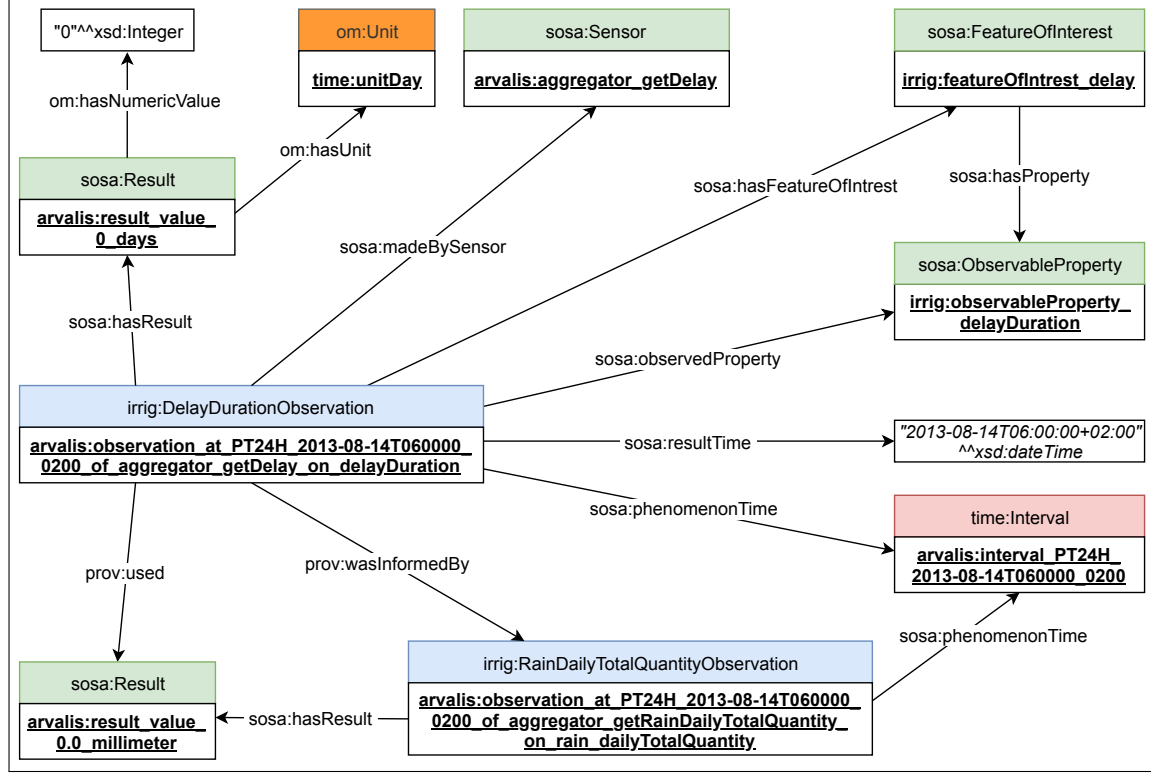 "0"^^xsd:Integer
om:Unit
time:unitDay
sosa:Sensor
arvalis:aggregator_getDelay
sosa:FeatureOfInterest
irrig:featureOfIntrest_delay
om:hasNumericValue
om:hasUnit
sosa:Result
arvalis:result_value_
0_days
sosa:hasFeatureOfIntrest
sosa:hasProperty
sosa:madeBySensor
sosa:ObservableProperty
irrig:observableProperty_
delayDuration
sosa:hasResult
sosa:observedProperty
irrig:DelayDurationObservation
arvalis:observation_at_PT24H_2013-08-14T060000_
0200_of_aggregator_getDelay_on_delayDuration
sosa:resultTime
"2013-08-14T06:00:00+02:00"
^^xsd:dateTime
sosa:phenomenonTime
time:Interval
arvalis:interval_PT24H_
2013-08-14T060000_0200
prov:used
prov:wasInformedBy
sosa:phenomenonTime
sosa:Result
arvalis:result_value_
0.0_millimeter
sosa:hasResult
irrig:RainDailyTotalQuantityObservation
arvalis:observation_at_PT24H_2013-08-14T060000_
0200_of_aggregator_getRainDailyTotalQuantity_
on_rain_dailyTotalQuantity